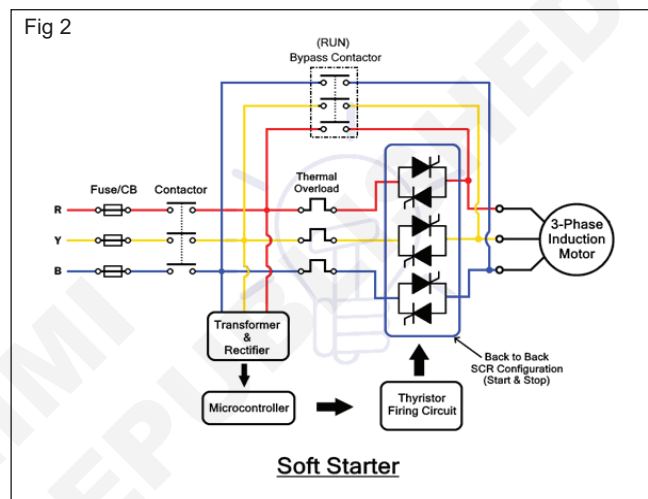 Fig 2
(RUN)
Bypass Contactor
Fuse/CB
Contactor
Thermal
Overload
R
Y
B
3-Phase
Induction
Motor
Transformer
&
Rectifier
Back to Back
SCR Configuration
(Start & Stop)
Microcontroller
Thyristor
Firing Circuit
Soft Starter